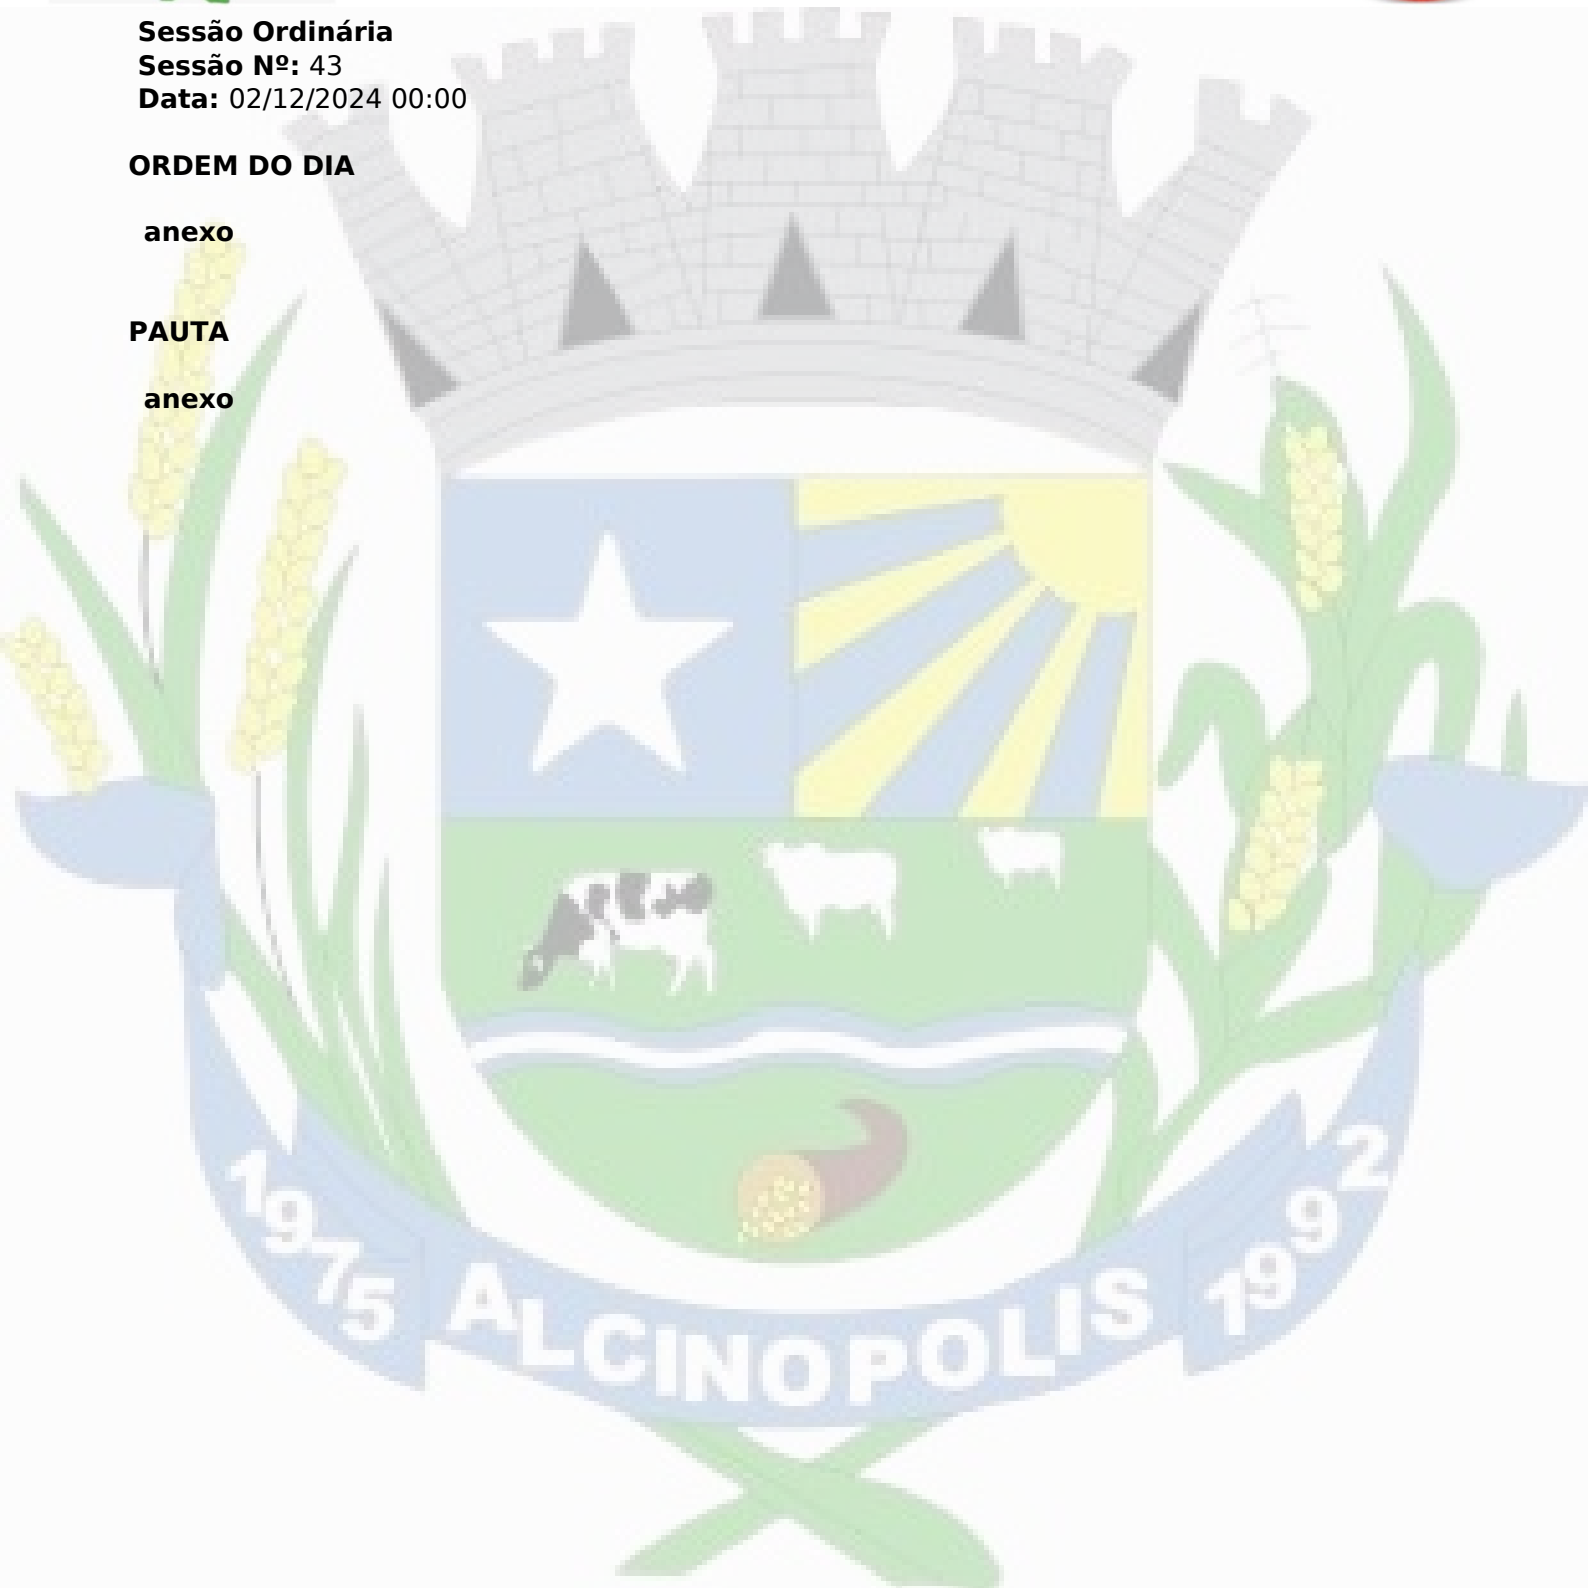 Sessão Ordinária
Sessão Nº: 43
Data: 02/12/2024 00:00
ORDEM DO DIA
anexo
PAUTA
anexo
1975 ALCINOPOLIS 1992